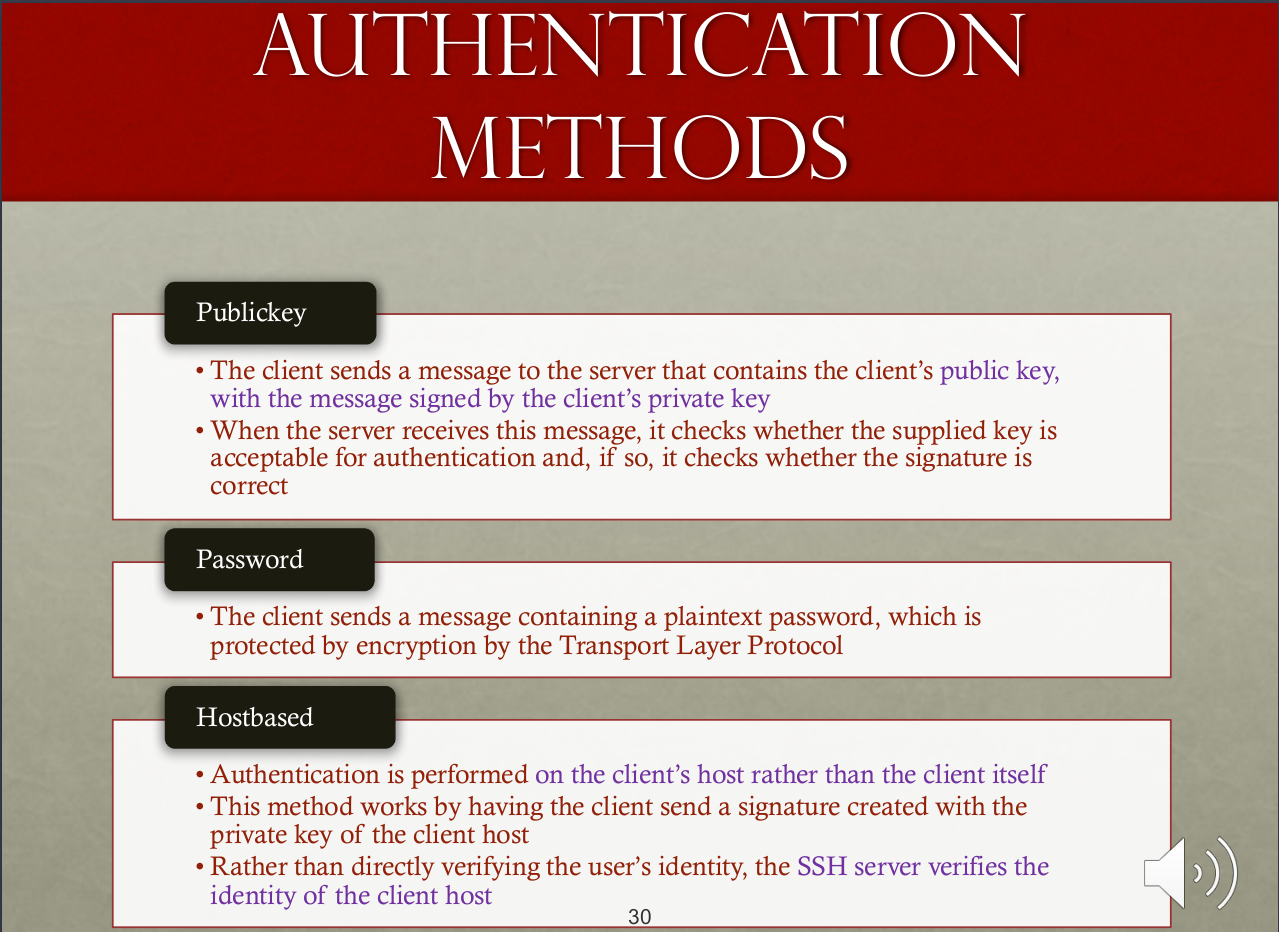 AUTHENTICATION
METHODS
Publickey
• The client sends a message to the server that contains the client’s public key,
with the message signed by the client’s private key
• When the server receives this message, it checks whether the supplied key is
acceptable for authentication and, if so, it checks whether the signature is
correct
Password
• The client sends a message containing a plaintext password, which is
protected by encryption by the Transport Layer Protocol
Hostbased
• Authentication is performed on the client’s host rather than the client itself
• This method works by having the client send a signature created with the
private key of the client host
• Rather than directly verifying the user’s identity, the SSH server verifies the
identity of the client host
30